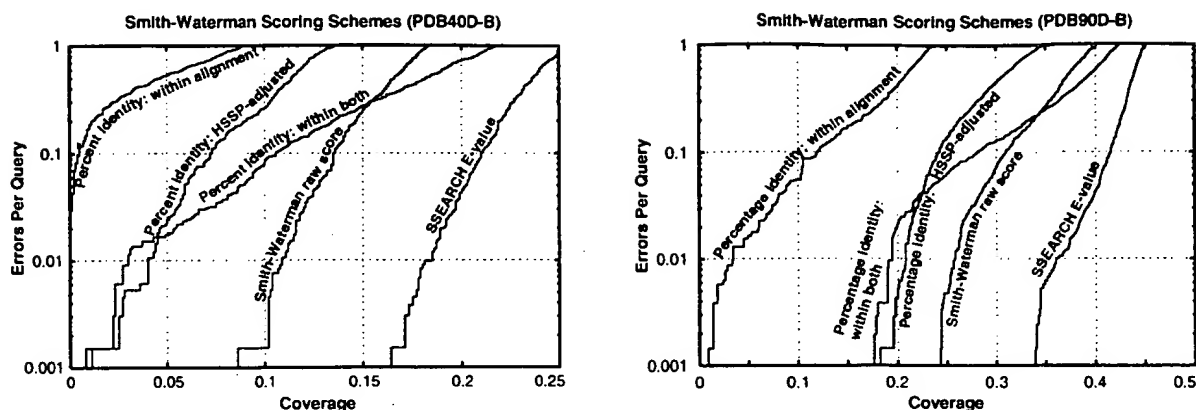 Smith-Waterman Scoring Schemes (PDB40D-B)
Errors Per Query
1
0.1
0.01
0.001
Percent Identity: within alignment
Percent Identity: HSSP-adjusted
Percent Identity: within both
Smith-Waterman raw score
SSEARCH E-value
0
0.05
0.1
0.15
0.2
0.25
Coverage
Smith-Waterman Scoring Schemes (PDB90D-B)
Errors Per Query
1
0.1
0.01
0.001
Percentage Identity: within alignment
Percentage Identity:
within both
Percentage Identity: HSSP-adjusted
Smith-Waterman raw score
SSEARCH E-value
0
0.1
0.2
0.3
0.4
0.5
Coverage